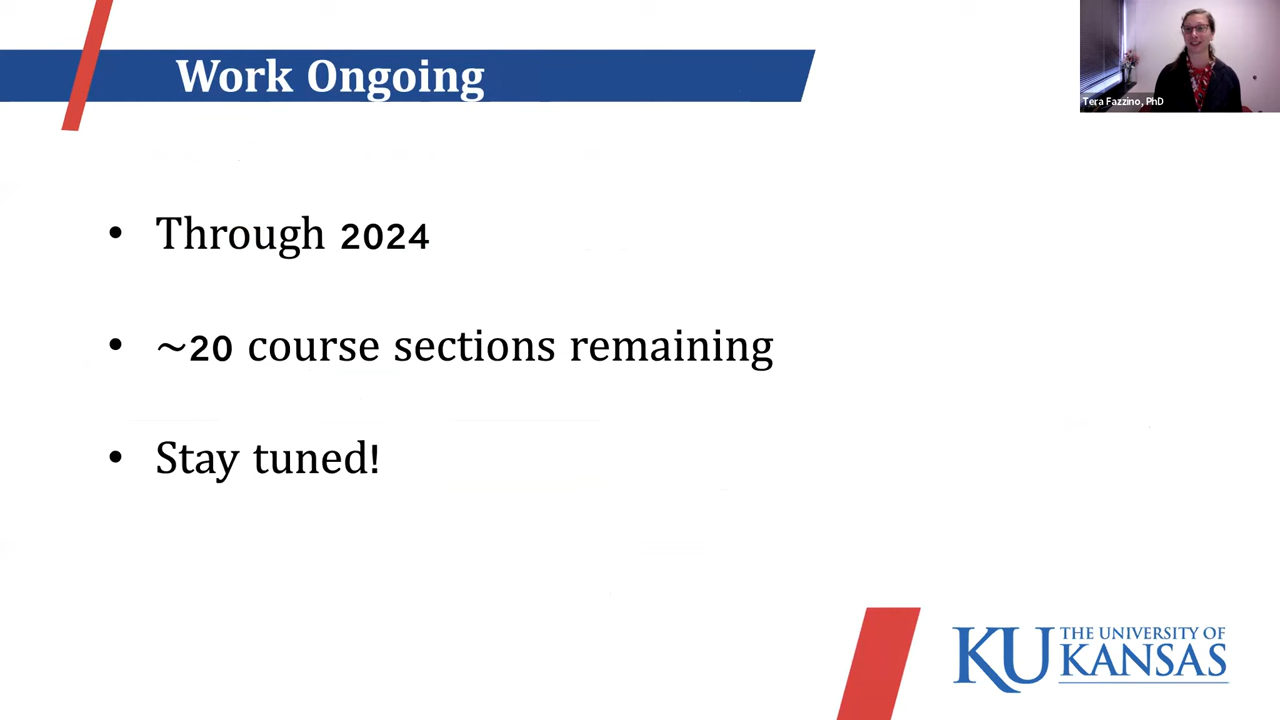 Work Ongoing
Tera Fazzino, PhD
• Through 2024
• ~20 course sections remaining
• Stay tuned!
KU THE UNIVERSITY OF
KANSAS